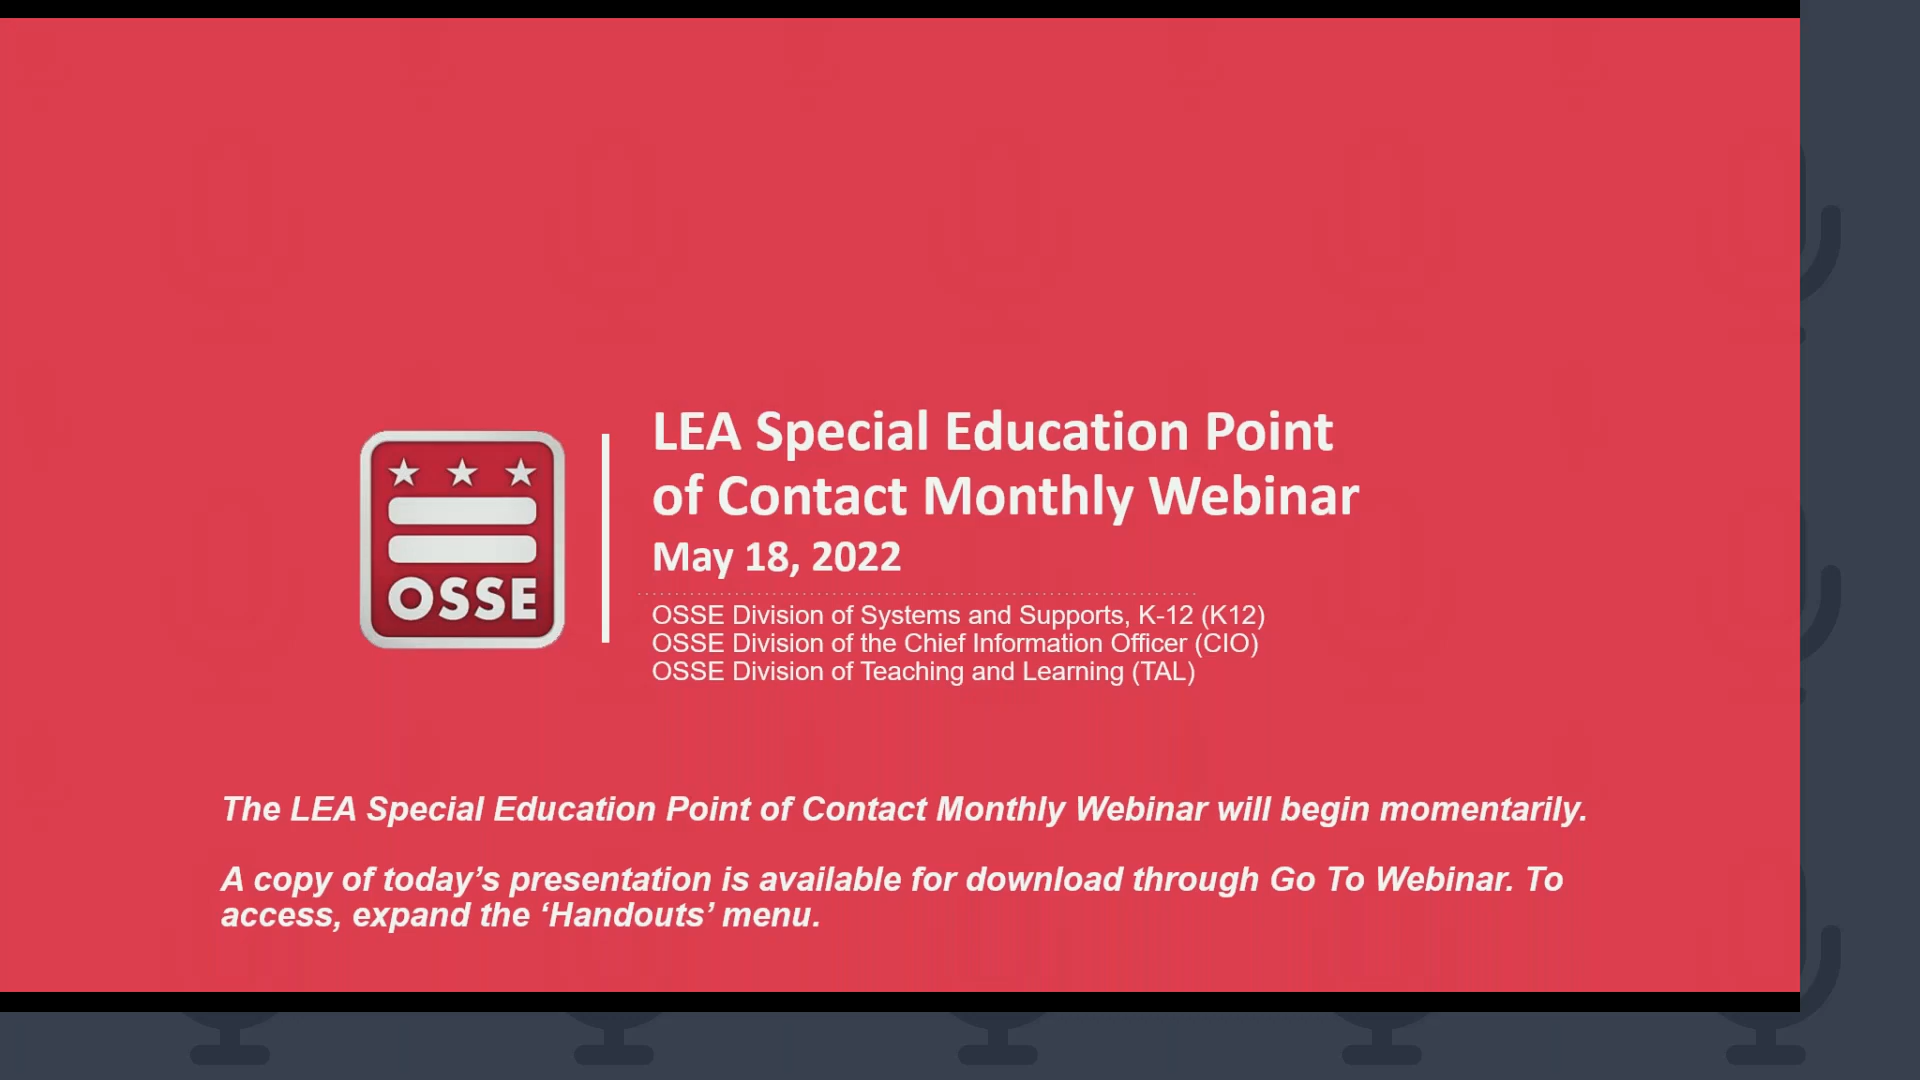 LEA Special Education Point
of Contact Monthly Webinar
May 18, 2022
OSSE
OSSE Division of Systems and Supports, K-12 (K12)
OSSE Division of the Chief Information Officer (CIO)
OSSE Division of Teaching and Learning (TAL)
The LEA Special Education Point of Contact Monthly Webinar will begin momentarily.
A copy of today’s presentation is available for download through Go To Webinar. To
access, expand the ‘Handouts’ menu.